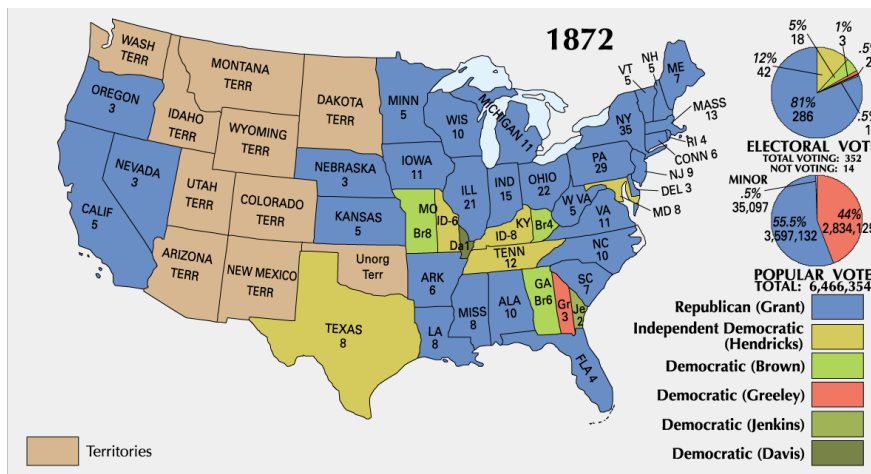 1872
WASH
TERR
MONTANA
TERR
DAKOTA
TERR
MINN
5
OREGON
3
IDAHO
TERR
WYOMING
TERR
WIS
10
MICHIGAN 11
VT
5
NH
5
ME
7
MASS
13
NY
35
RI 4
CONN 6
NJ 9
DEL 3
MD 8
PA
29
NEVADA
3
CALIF
5
UTAH
TERR
COLORADO
TERR
NEBRASKA
3
KANSAS
5
IOWA
11
ILL
21
IND
15
OHIO
22
W VA
5
VA
11
MO
Br8
ID-6
Da1
KY
ID-8
Br4
TENN
12
NC
10
ARIZONA
TERR
NEW MEXICO
TERR
Unorg
Terr
ARK
6
SC
7
TEXAS
8
LA
8
MISS
8
ALA
10
GA
Br6
Gr
3
Je
2
FLA 4
5%
18
1%
3
.5%
2
12%
42
81%
286
.5%
1
ELECTORAL VOT
TOTAL VOTING: 352
NOT VOTING: 14
MINOR
.5%
35,097
55.5%
3,597,132
44%
2,834,125
POPULAR VOTE
TOTAL: 6,466,354
Republican (Grant)
Independent Democratic
(Hendricks)
Democratic (Brown)
Democratic (Greeley)
Democratic (Jenkins)
Democratic (Davis)
Territories